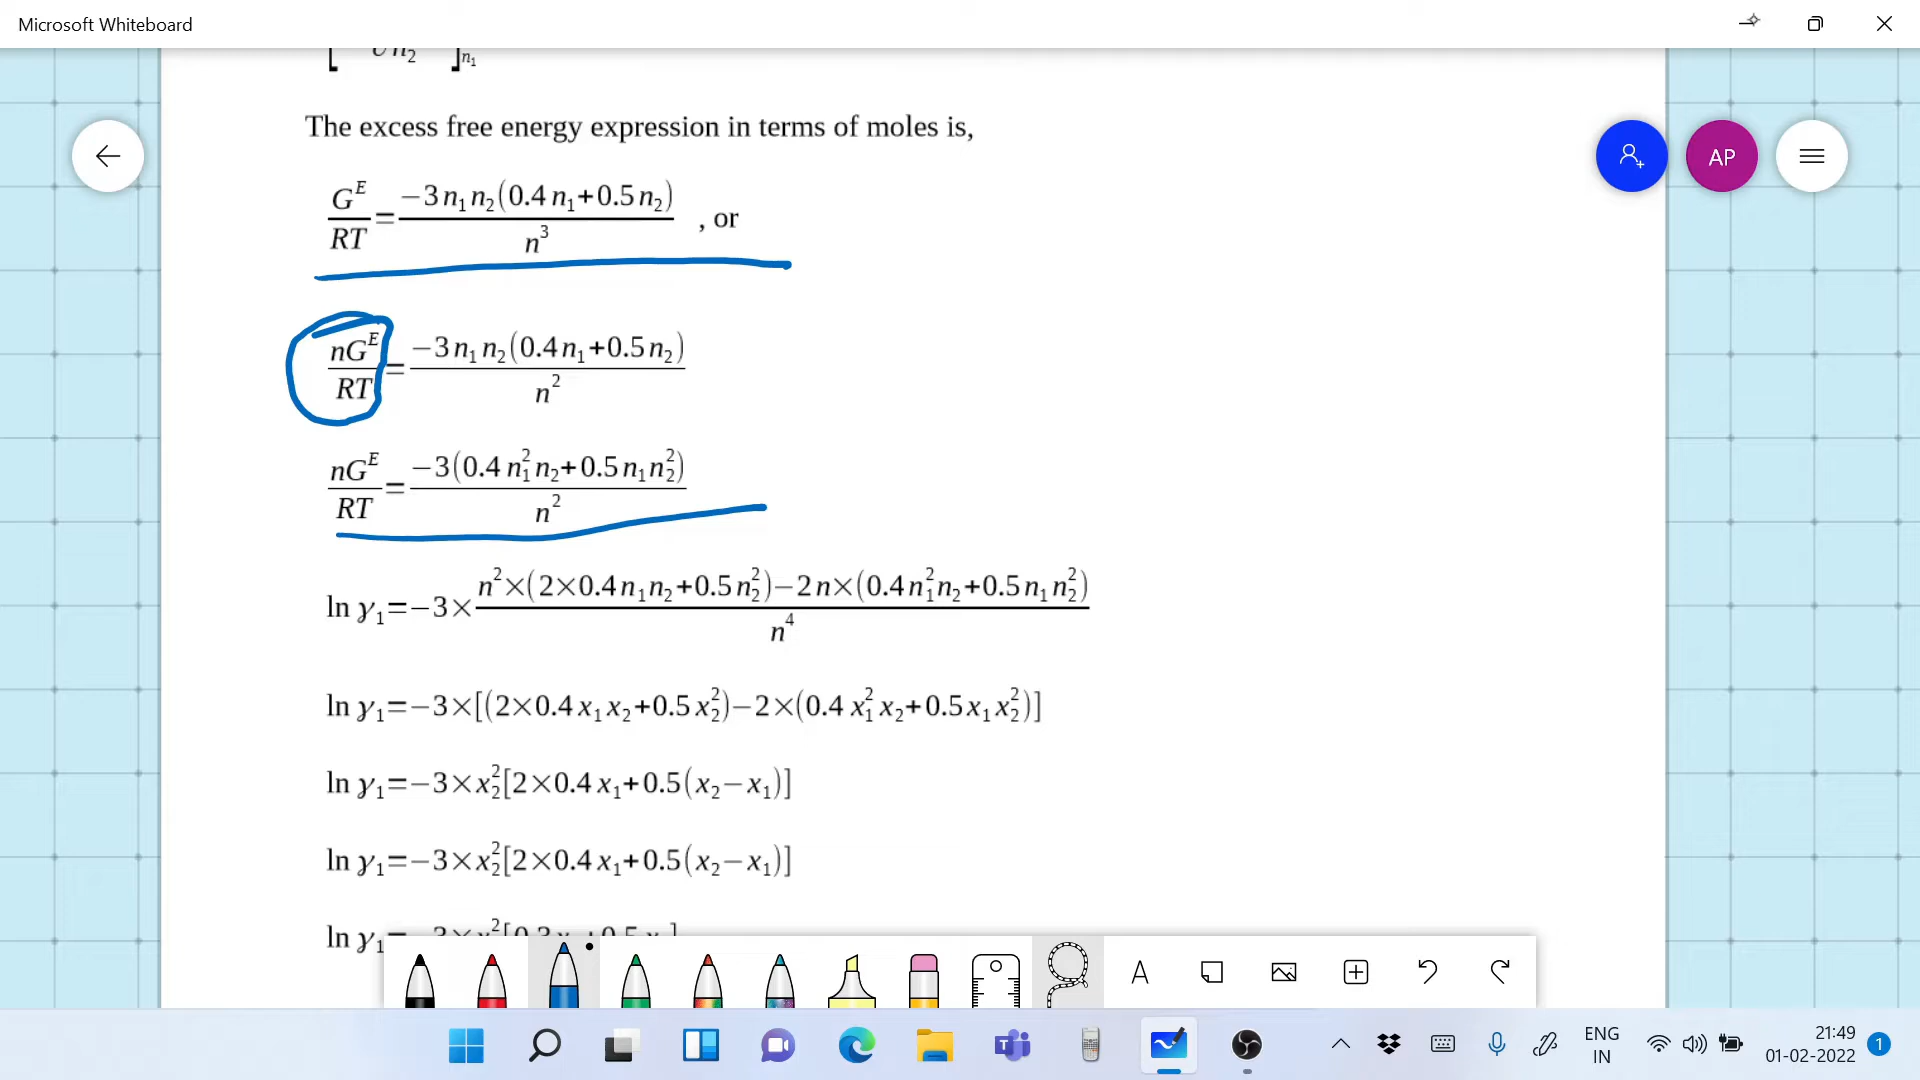 Microsoft Whiteboard
n₂ ]n₁
The excess free energy expression in terms of moles is,
G^E/RT = −3n₁n₂(0.4n₁+0.5n₂)/n³ , or
AP
nG^E/RT = −3n₁n₂(0.4n₁+0.5n₂)/n²
nG^E/RT = −3(0.4n₁²n₂+0.5n₁n₂²)/n²
ln γ₁=−3×(n²×(2×0.4n₁n₂+0.5n₂²)−2n×(0.4n₁²n₂+0.5n₁n₂²))/n⁴
ln γ₁=−3×[(2×0.4x₁x₂+0.5x₂²)−2×(0.4x₁²x₂+0.5x₁x₂²)]
ln γ₁=−3×x₂²[2×0.4x₁+0.5(x₂−x₁)]
ln γ₁=−3×x₂²[2×0.4x₁+0.5(x₂−x₁)]
ln γ₁
A
ENG
IN
21:49
01-02-2022
1